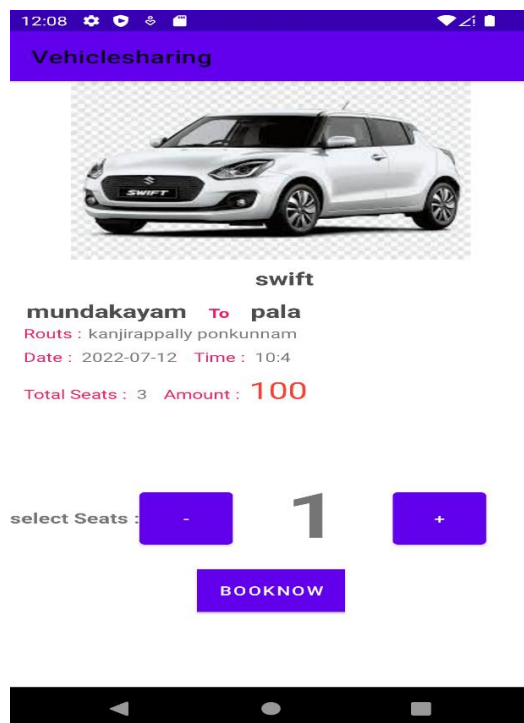 12:08
Vehiclesharing
SWIFT
swift
mundakayam To pala
Routs : kanjirappally ponkunnam
Date : 2022-07-12 Time : 10:4
Total Seats : 3 Amount : 100
select Seats : - 1 +
BOOKNOW